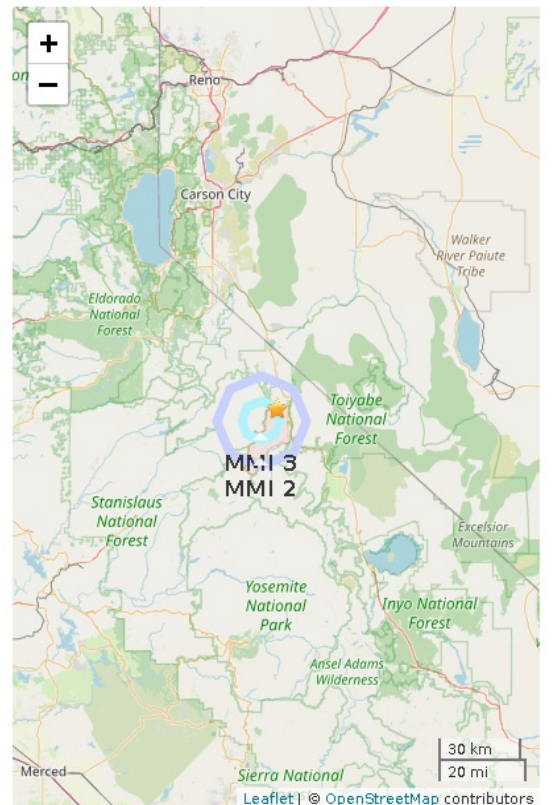 +
Reno
−
on
Carson City
Walker
River Paiute
Tribe
Eldorado
National
Forest
Toiyabe
National
Forest
MMI 3
MMI 2
Stanislaus
National
Forest
Excelsior
Mountains
Yosemite
National
Park
Inyo National
Forest
Ansel Adams
Wilderness
30 km
20 mi
Merced
Sierra National
Leaflet | © OpenStreetMap contributors